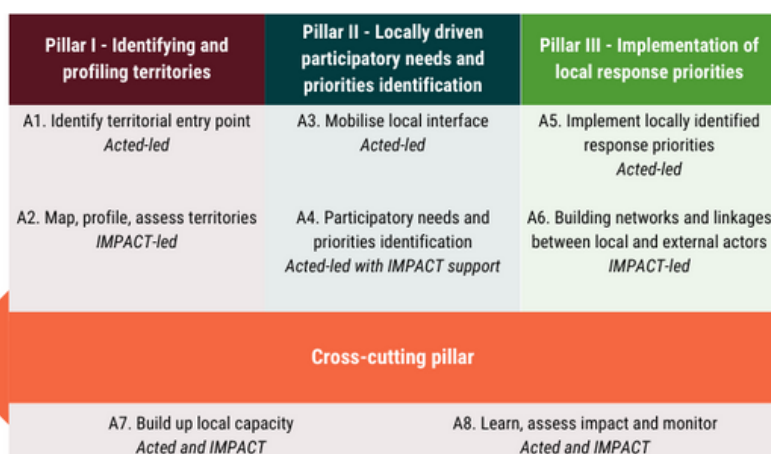 Pillar I - Identifying and
profiling territories
Pillar II - Locally driven
participatory needs and
priorities identification
Pillar III - Implementation of
local response priorities
A1. Identify territorial entry point
Acted-led
A2. Map, profile, assess territories
IMPACT-led
A3. Mobilise local interface
Acted-led
A4. Participatory needs and
priorities identification
Acted-led with IMPACT support
A5. Implement locally identified
response priorities
Acted-led
A6. Building networks and linkages
between local and external actors
IMPACT-led
Cross-cutting pillar
A7. Build up local capacity
Acted and IMPACT
A8. Learn, assess impact and monitor
Acted and IMPACT